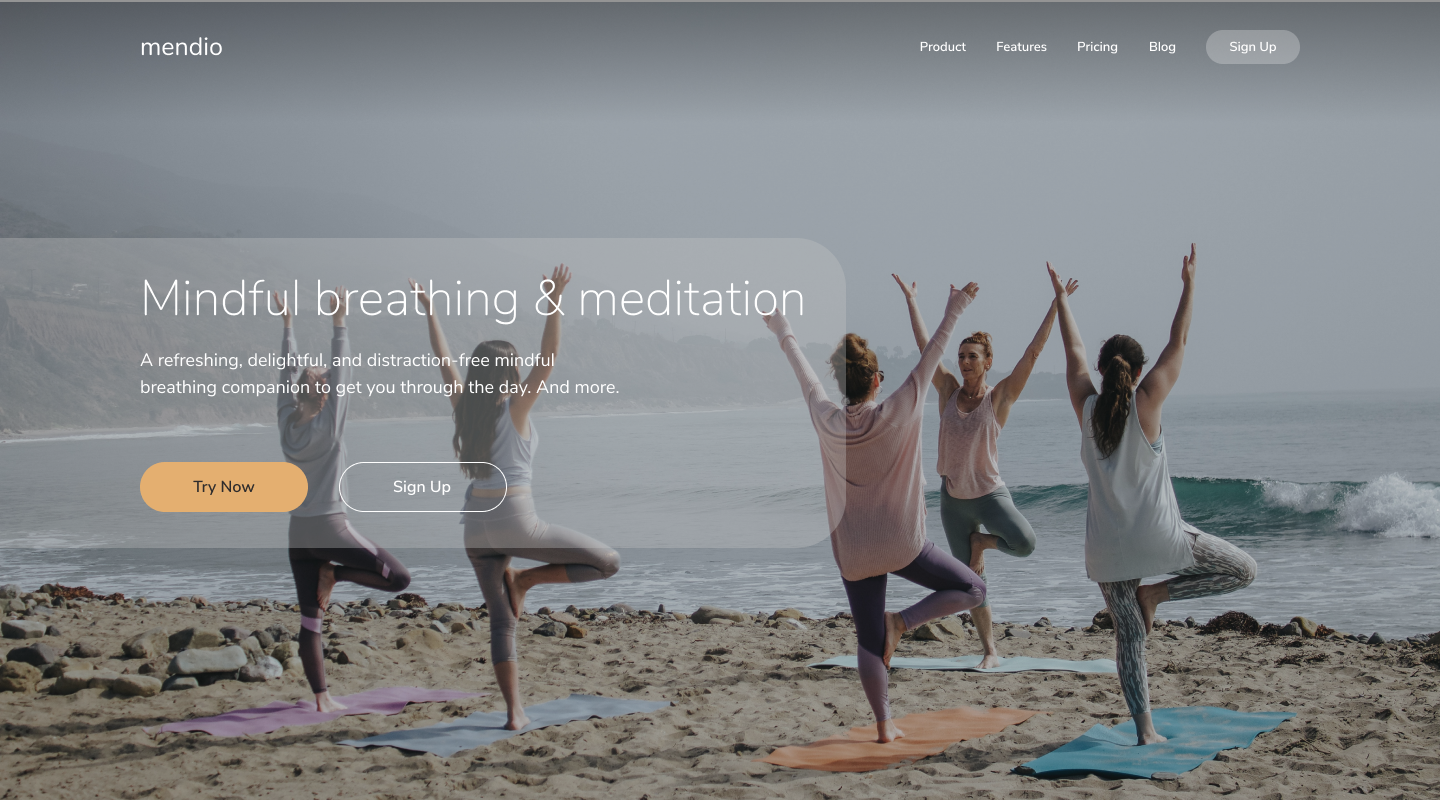 mendio
Product Features Pricing Blog Sign Up
Mindful breathing & meditation
A refreshing, delightful, and distraction-free mindful
breathing companion to get you through the day. And more.
Try Now Sign Up